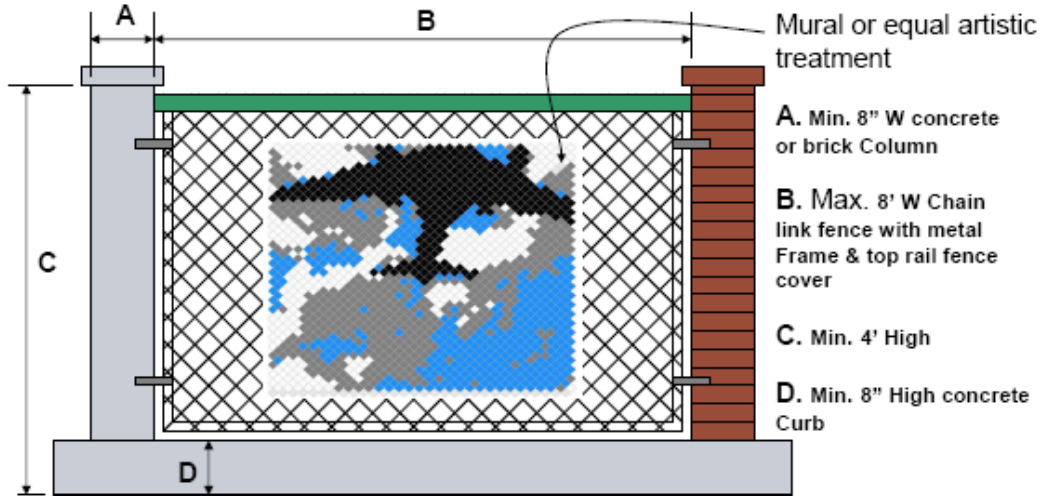 A
B
Mural or equal artistic
treatment
A. Min. 8” W concrete
or brick Column
B. Max. 8’ W Chain
link fence with metal
Frame & top rail fence
cover
C
C. Min. 4’ High
D. Min. 8” High concrete
Curb
D